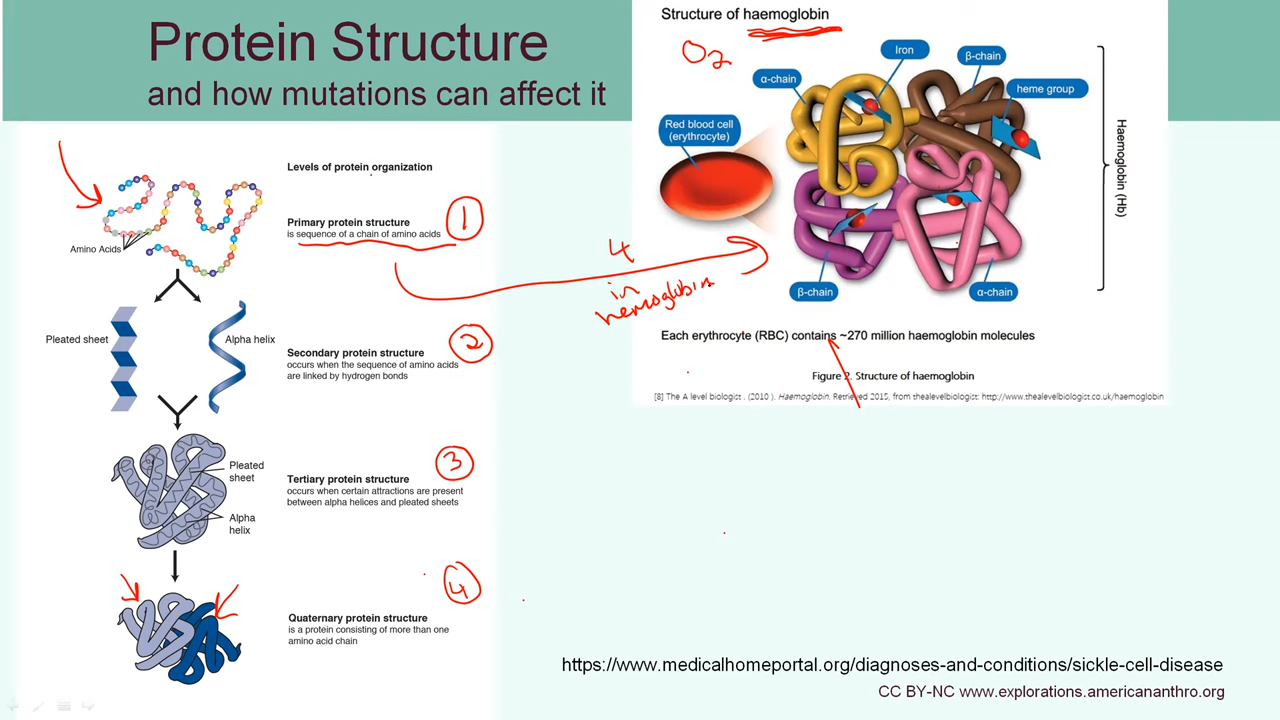 Protein Structure
and how mutations can affect it
Levels of protein organization
Amino Acids
Primary protein structure
is sequence of a chain of amino acids
1
Pleated sheet
Alpha helix
Secondary protein structure
occurs when the sequence of amino acids
are linked by hydrogen bonds
2
Pleated
sheet
Alpha
helix
Tertiary protein structure
occurs when certain attractions are present
between alpha helices and pleated sheets
3
Quaternary protein structure
is a protein consisting of more than one
amino acid chain
4
4
in
hemoglobin
Structure of haemoglobin
O2
Iron
β-chain
α-chain
heme group
Red blood cell
(erythrocyte)
Haemoglobin (Hb)
β-chain
α-chain
Each erythrocyte (RBC) contains ~270 million haemoglobin molecules
Figure 2. Structure of haemoglobin
[8] The A level biologist . (2010 ). Haemoglobin. Retrieved 2015, from thealevelbiologist: http://www.thealevelbiologist.co.uk/haemoglobin
https://www.medicalhomeportal.org/diagnoses-and-conditions/sickle-cell-disease
CC BY-NC www.explorations.americananthro.org